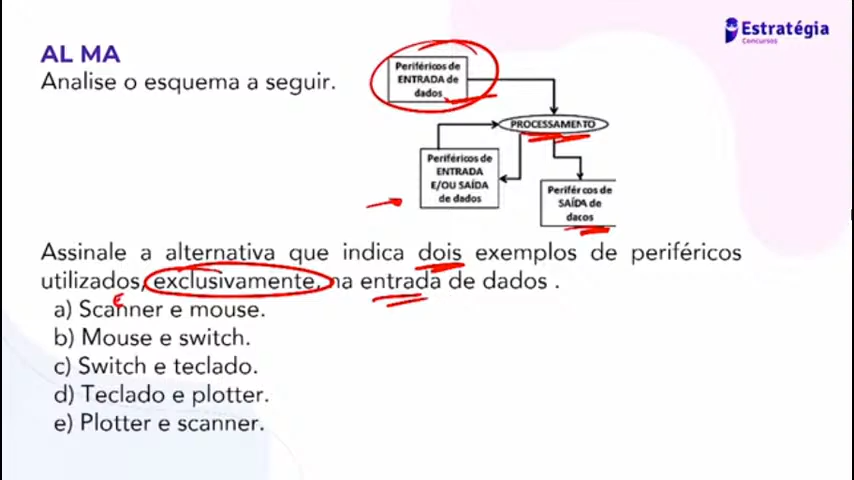 Estratégia
Concursos
AL MA
Analise o esquema a seguir.
Periféricos de
ENTRADA de
dados
PROCESSAMENTO
Periféricos de
ENTRADA
E/OU SAÍDA
de dados
Periféricos de
SAÍDA de
dados
Assinale a alternativa que indica dois exemplos de periféricos
utilizados, exclusivamente, na entrada de dados .
a) Scanner e mouse.
b) Mouse e switch.
c) Switch e teclado.
d) Teclado e plotter.
e) Plotter e scanner.